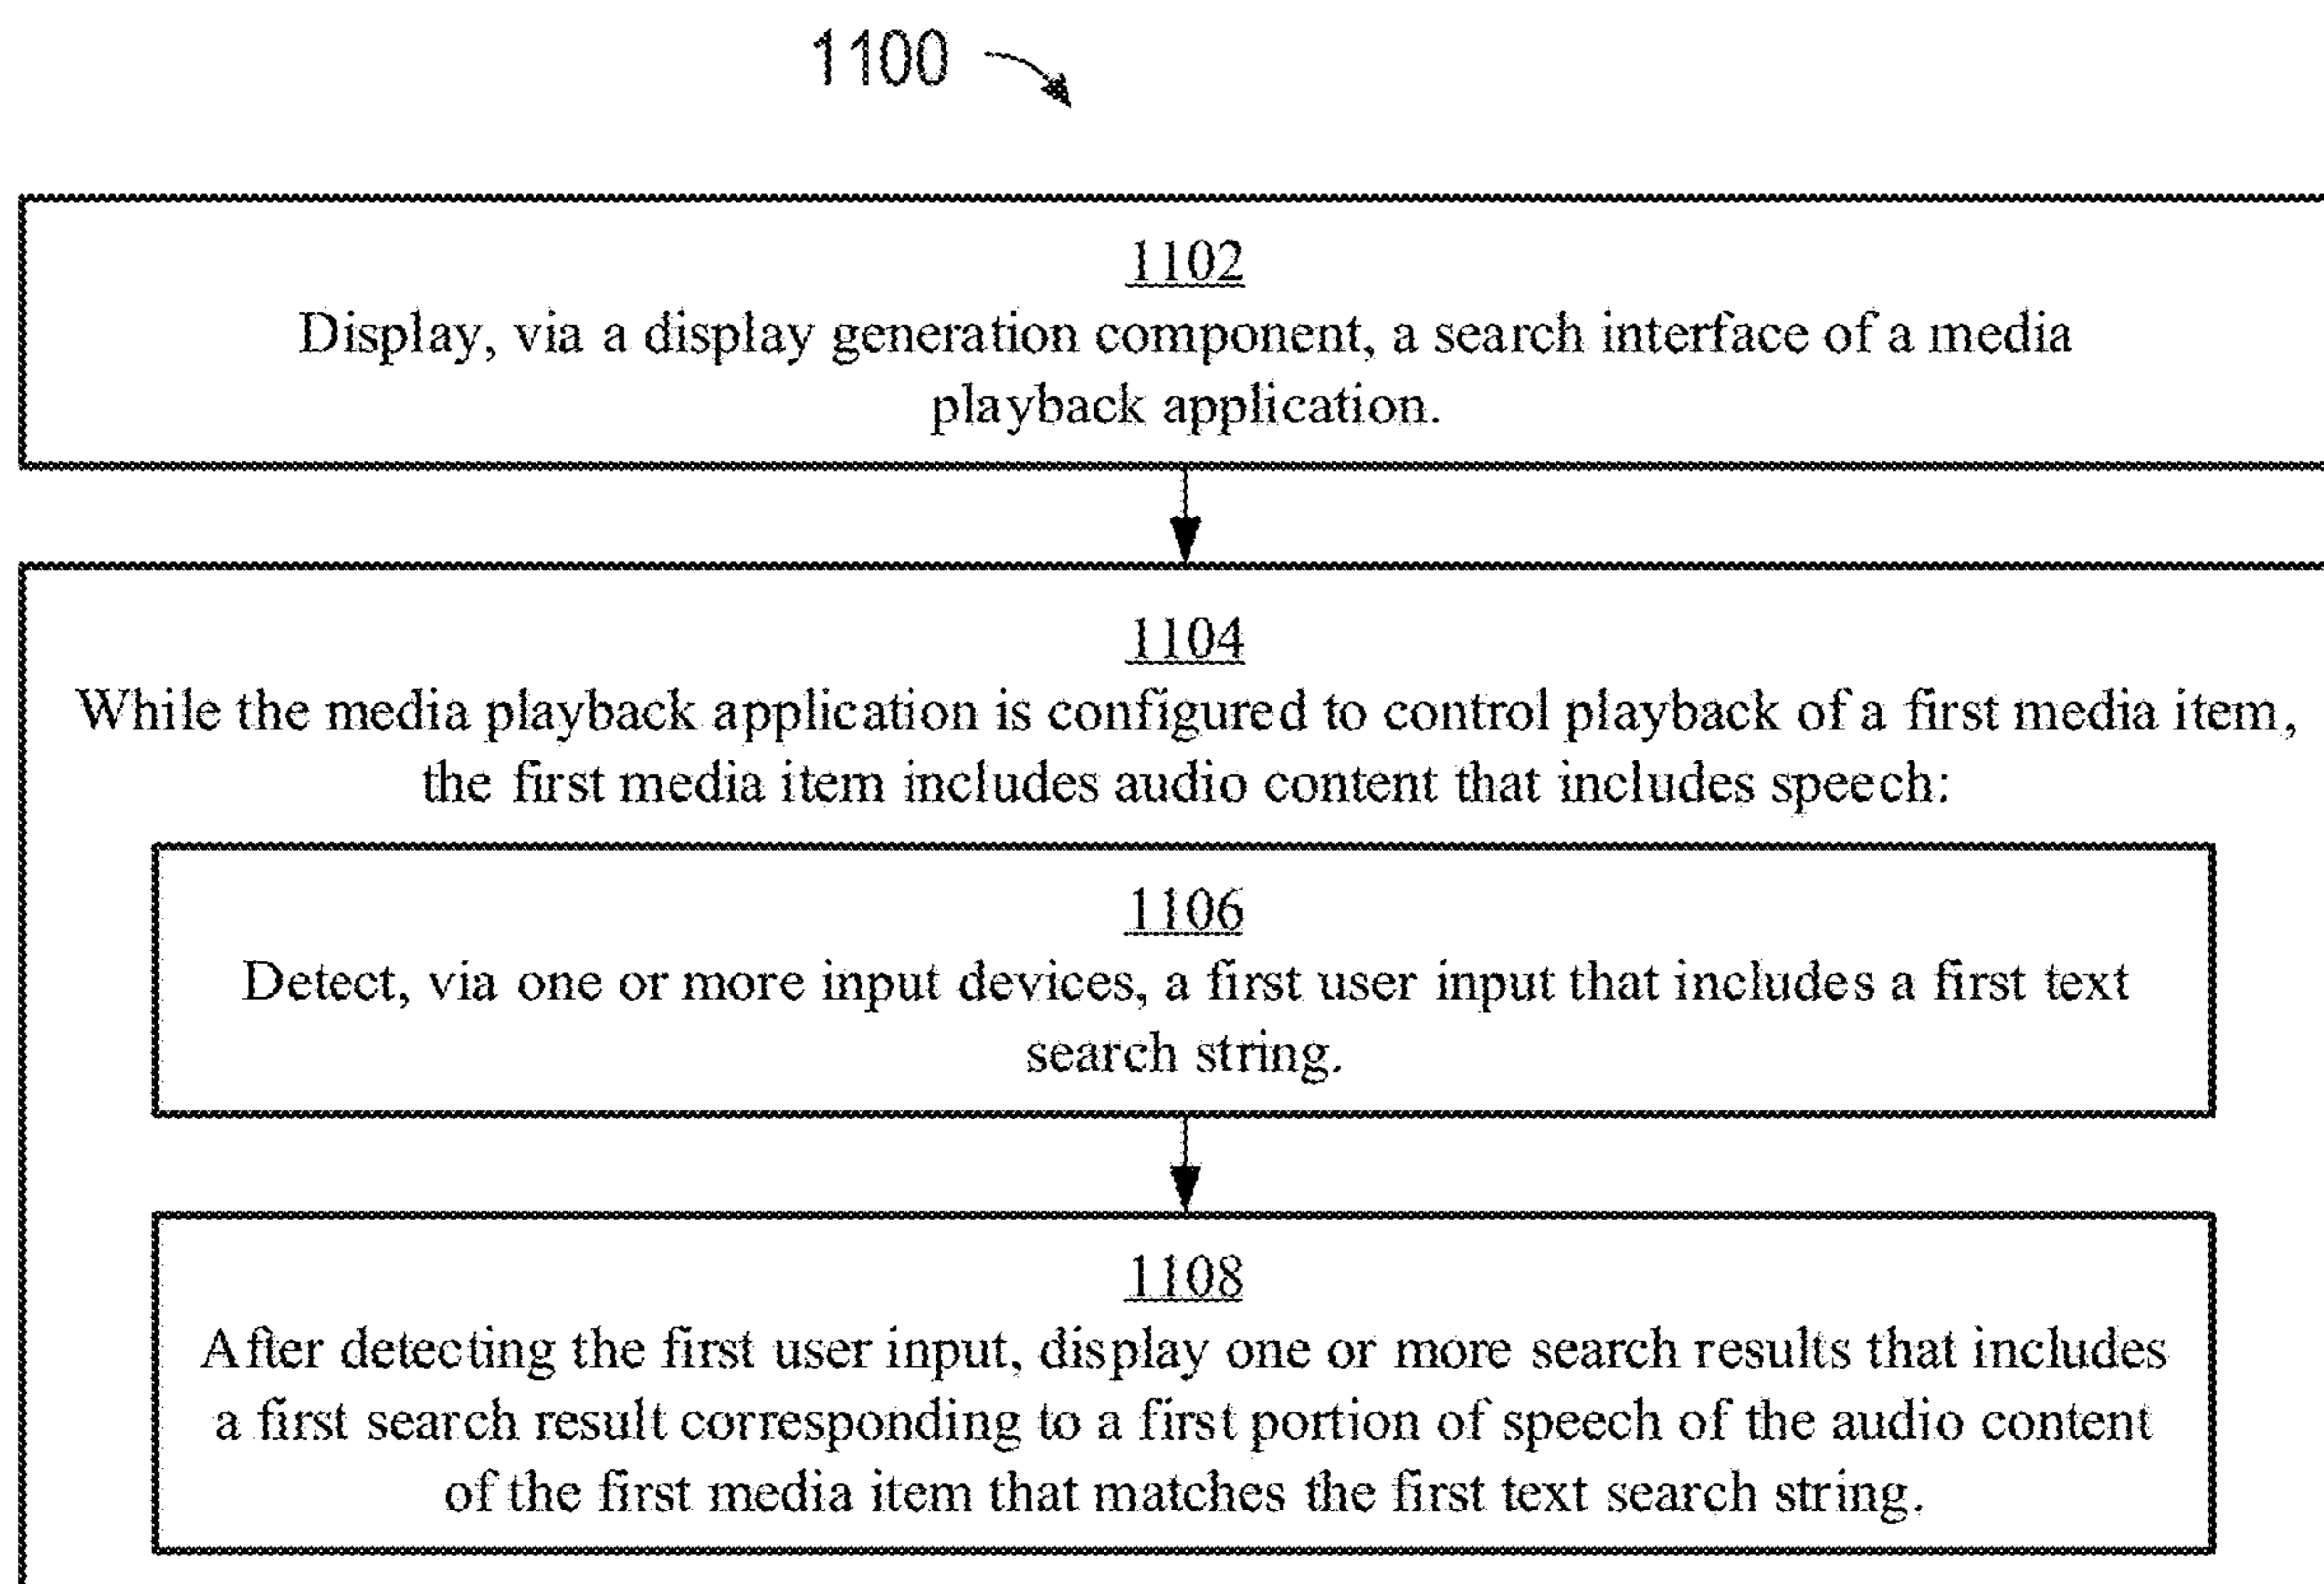 1100
1102
Display, via a display generation component, a search interface of a media
playback application.
1104
While the media playback application is configured to control playback of a first media item,
the first media item includes audio content that includes speech:
1106
Detect, via one or more input devices, a first user input that includes a first text
search string.
1108
After detecting the first user input, display one or more search results that includes
a first search result corresponding to a first portion of speech of the audio content
of the first media item that matches the first text search string.